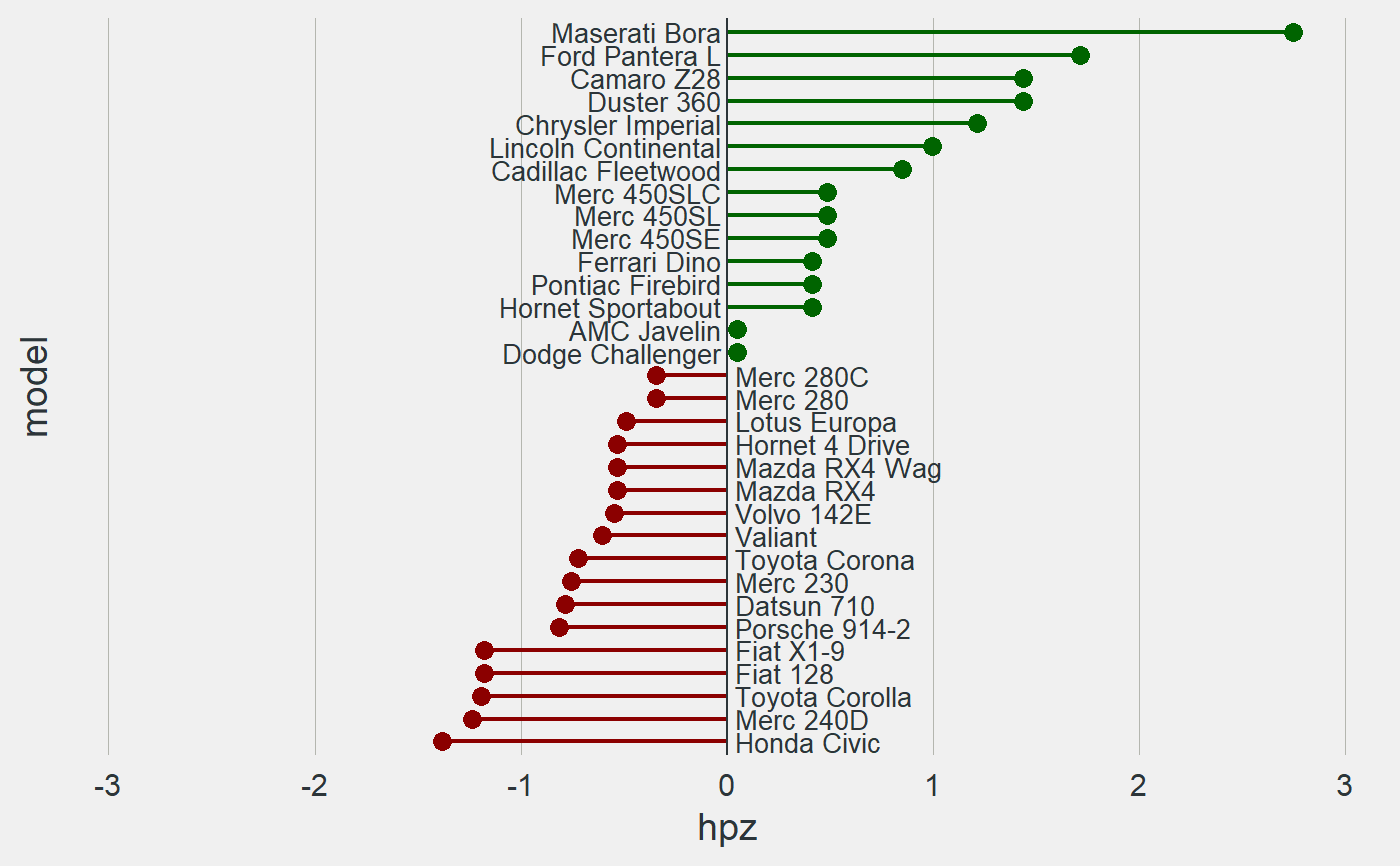 Maserati Bora
Ford Pantera L
Camaro Z28
Duster 360
Chrysler Imperial
Lincoln Continental
Cadillac Fleetwood
Merc 450SLC
Merc 450SL
Merc 450SE
Ferrari Dino
Pontiac Firebird
Hornet Sportabout
AMC Javelin
Dodge Challenger
Merc 280C
Merc 280
Lotus Europa
Hornet 4 Drive
Mazda RX4 Wag
Mazda RX4
Volvo 142E
Valiant
Toyota Corona
Merc 230
Datsun 710
Porsche 914-2
Fiat X1-9
Fiat 128
Toyota Corolla
Merc 240D
Honda Civic
model
-3 -2 -1 0 1 2 3
hpz